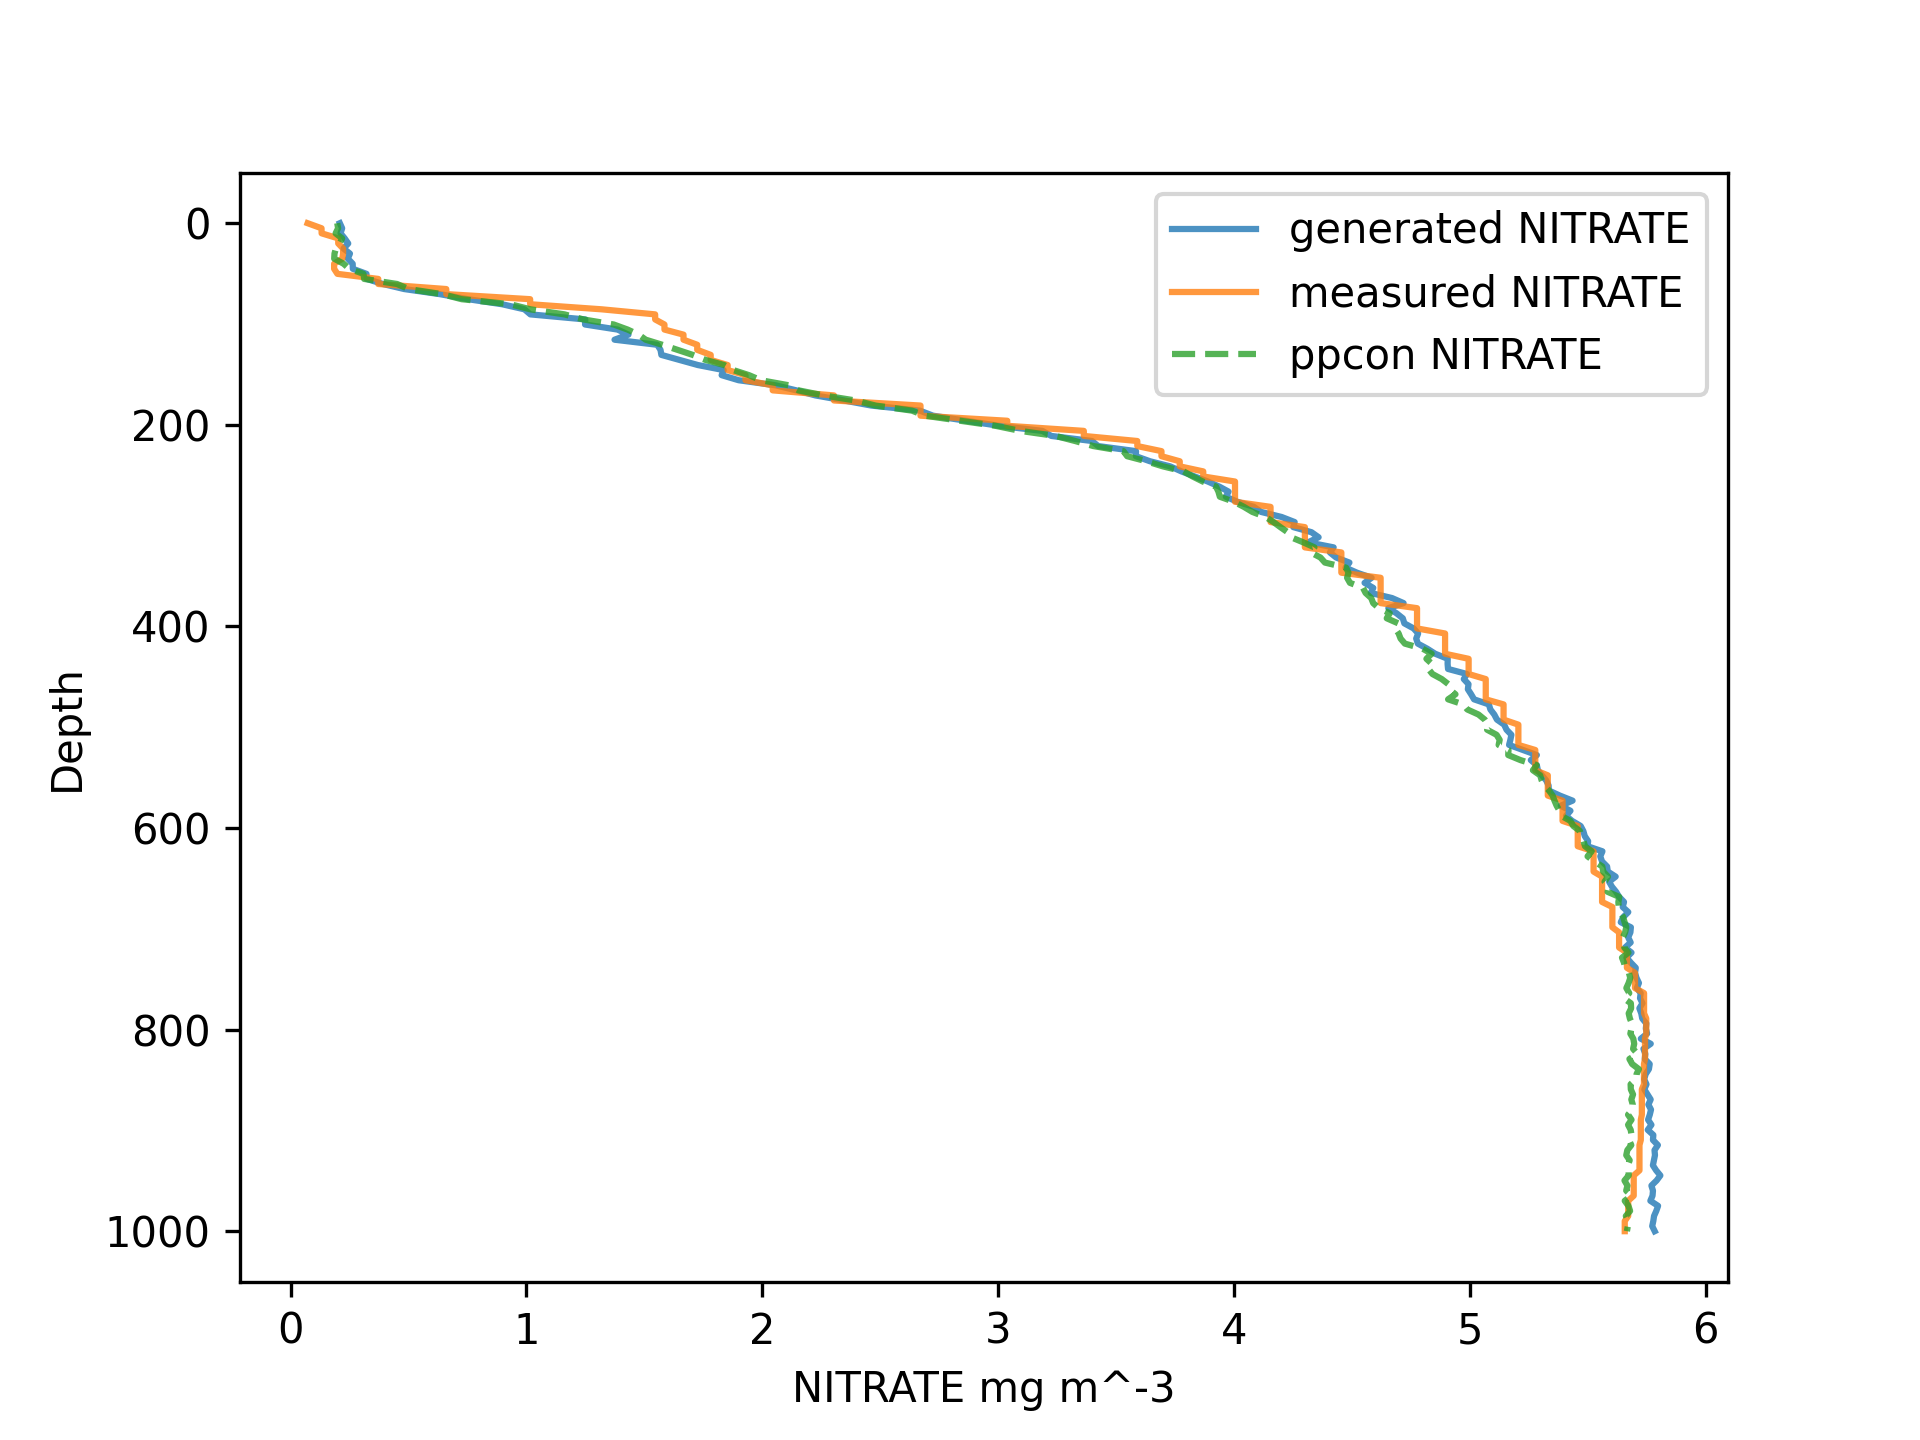 generated NITRATE
measured NITRATE
ppcon NITRATE
0
200
400
600
800
1000
Depth
0 1 2 3 4 5 6
NITRATE mg m^-3